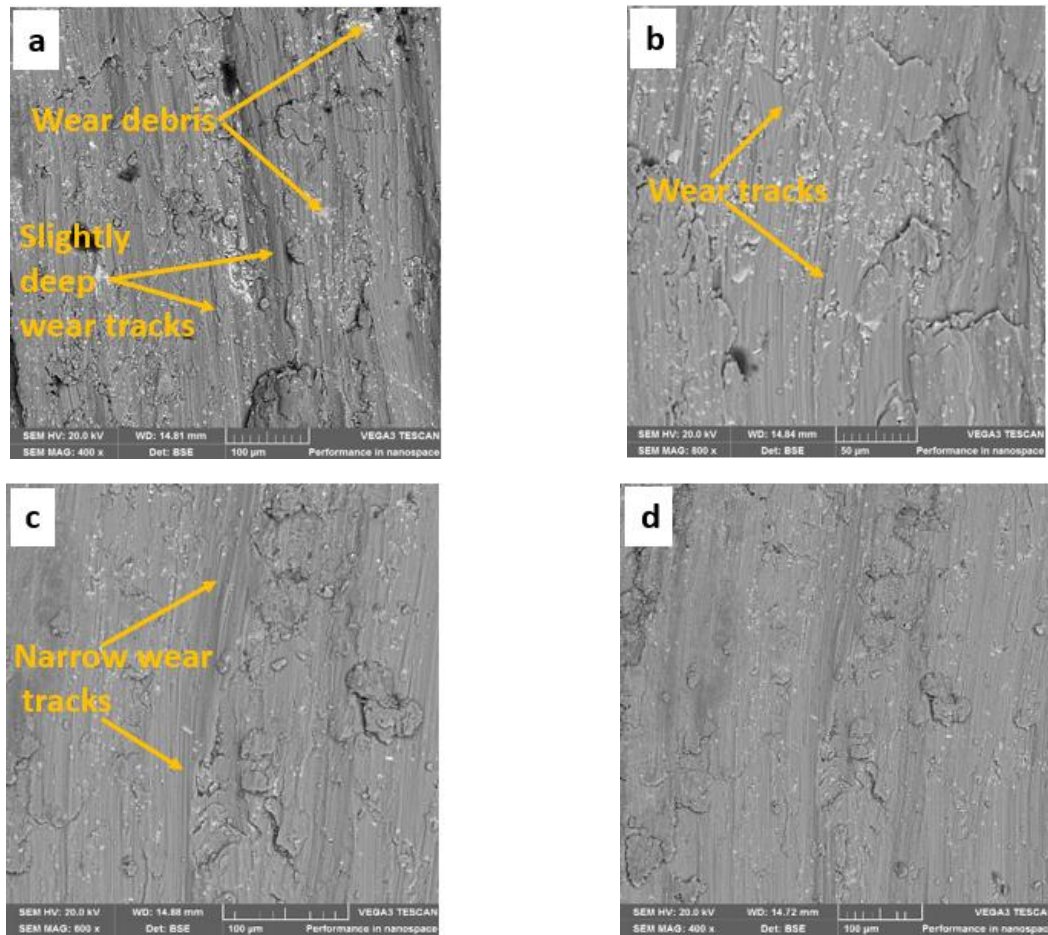 a
Wear debris
Slightly
deep
wear tracks
SEM HV: 20.0 kV WD: 14.81 mm VEGA3 TESCAN
SEM MAG: 400 x Det: BSE 100 µm Performance in nanospace
b
Wear tracks
SEM HV: 20.0 kV WD: 14.84 mm VEGA3 TESCAN
SEM MAG: 800 x Det: BSE 50 µm Performance in nanospace
c
Narrow wear
tracks
SEM HV: 20.0 kV WD: 14.88 mm VEGA3 TESCAN
SEM MAG: 600 x Det: BSE 100 µm Performance in nanospace
d
SEM HV: 20.0 kV WD: 14.72 mm VEGA3 TESCAN
SEM MAG: 400 x Det: BSE 100 µm Performance in nanospace